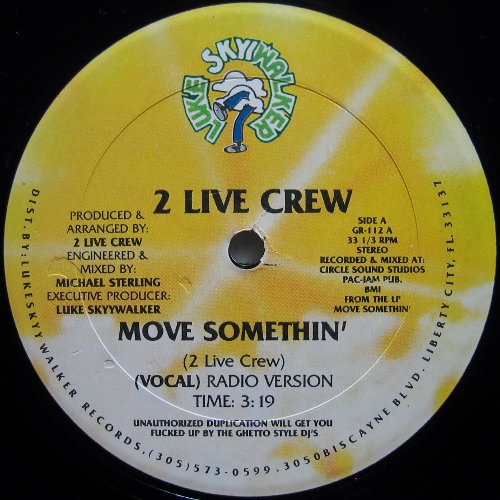 LUKE SKYYWALKER
2 LIVE CREW
PRODUCED &
ARRANGED BY:
2 LIVE CREW
ENGINEERED &
MIXED BY:
MICHAEL STERLING
EXECUTIVE PRODUCER:
LUKE SKYYWALKER
SIDE A
GR-112 A
33 1/3 RPM
STEREO
RECORDED & MIXED AT:
CIRCLE SOUND STUDIOS
PAC-JAM PUB.
BMI
FROM THE LP
MOVE SOMETHIN'
MOVE SOMETHIN'
(2 Live Crew)
(VOCAL) RADIO VERSION
TIME: 3:19
UNAUTHORIZED DUPLICATION WILL GET YOU
FUCKED UP BY THE GHETTO STYLE DJ'S
DIST. BY: LUKE SKYYWALKER RECORDS, (305) 573-0599. 3050 BISCAYNE BLVD. LIBERTY CITY, FL. 33137